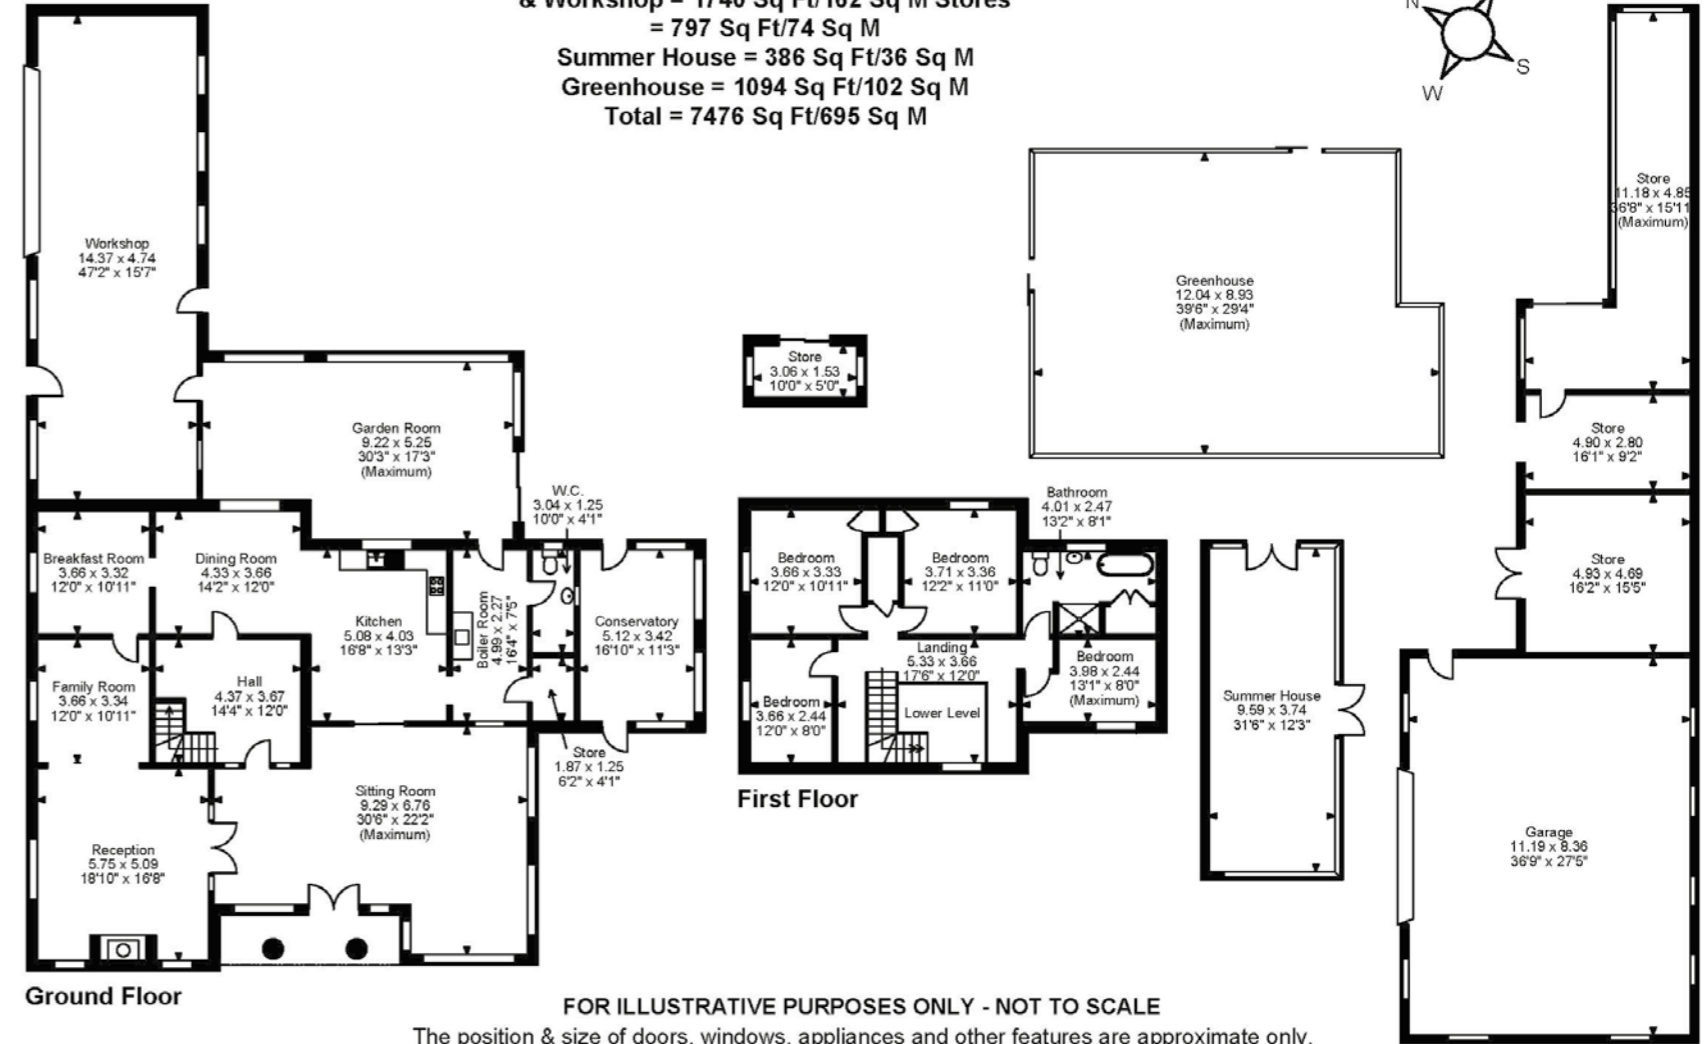 & Workshop = 1740 Sq Ft/162 Sq M Stores
= 797 Sq Ft/74 Sq M
Summer House = 386 Sq Ft/36 Sq M
Greenhouse = 1094 Sq Ft/102 Sq M
Total = 7476 Sq Ft/695 Sq M
N
S
W
Workshop
14.37 x 4.74
47'2" x 15'7"
Garden Room
9.22 x 5.25
30'3" x 17'3"
(Maximum)
W.C.
3.04 x 1.25
10'0" x 4'1"
Breakfast Room
3.66 x 3.32
12'0" x 10'11"
Dining Room
4.33 x 3.66
14'2" x 12'0"
Kitchen
5.08 x 4.03
16'8" x 13'3"
Boiler Room
4.99 x 2.27
16'4" x 7'5"
Conservatory
5.12 x 3.42
16'10" x 11'3"
Family Room
3.66 x 3.34
12'0" x 10'11"
Hall
4.37 x 3.67
14'4" x 12'0"
Store
1.87 x 1.25
6'2" x 4'1"
Sitting Room
9.29 x 6.76
30'6" x 22'2"
(Maximum)
Reception
5.75 x 5.09
18'10" x 16'8"
Ground Floor
Store
3.06 x 1.53
10'0" x 5'0"
Bedroom
3.66 x 3.33
12'0" x 10'11"
Bedroom
3.71 x 3.36
12'2" x 11'0"
Bathroom
4.01 x 2.47
13'2" x 8'1"
Landing
5.33 x 3.66
17'6" x 12'0"
Bedroom
3.98 x 2.44
13'1" x 8'0"
(Maximum)
Bedroom
3.66 x 2.44
12'0" x 8'0"
Lower Level
First Floor
Greenhouse
12.04 x 8.93
39'6" x 29'4"
(Maximum)
Summer House
9.59 x 3.74
31'6" x 12'3"
Store
11.18 x 4.85
36'8" x 15'11
(Maximum)
Store
4.90 x 2.80
16'1" x 9'2"
Store
4.93 x 4.69
16'2" x 15'5"
Garage
11.19 x 8.36
36'9" x 27'5"
FOR ILLUSTRATIVE PURPOSES ONLY - NOT TO SCALE
The position & size of doors, windows, appliances and other features are approximate only.